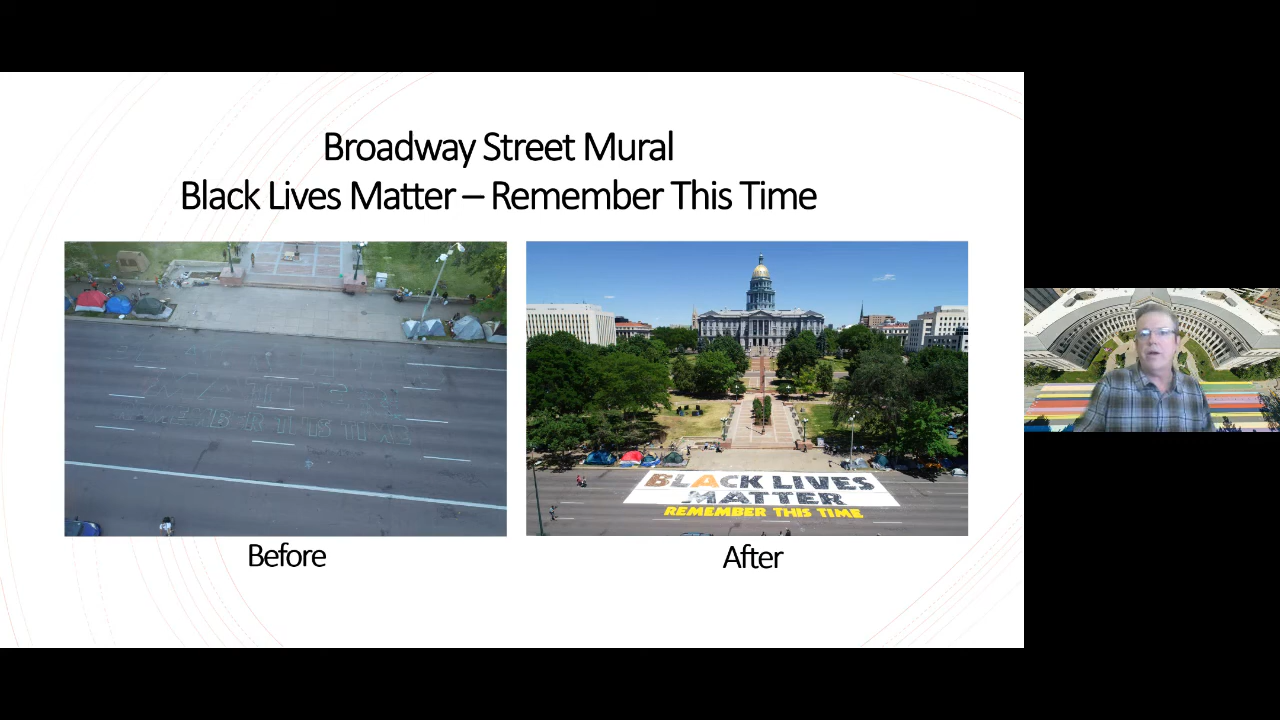 Broadway Street Mural
Black Lives Matter – Remember This Time
BLACK LIVES
MATTER
REMEMBER THIS TIME
Before
After